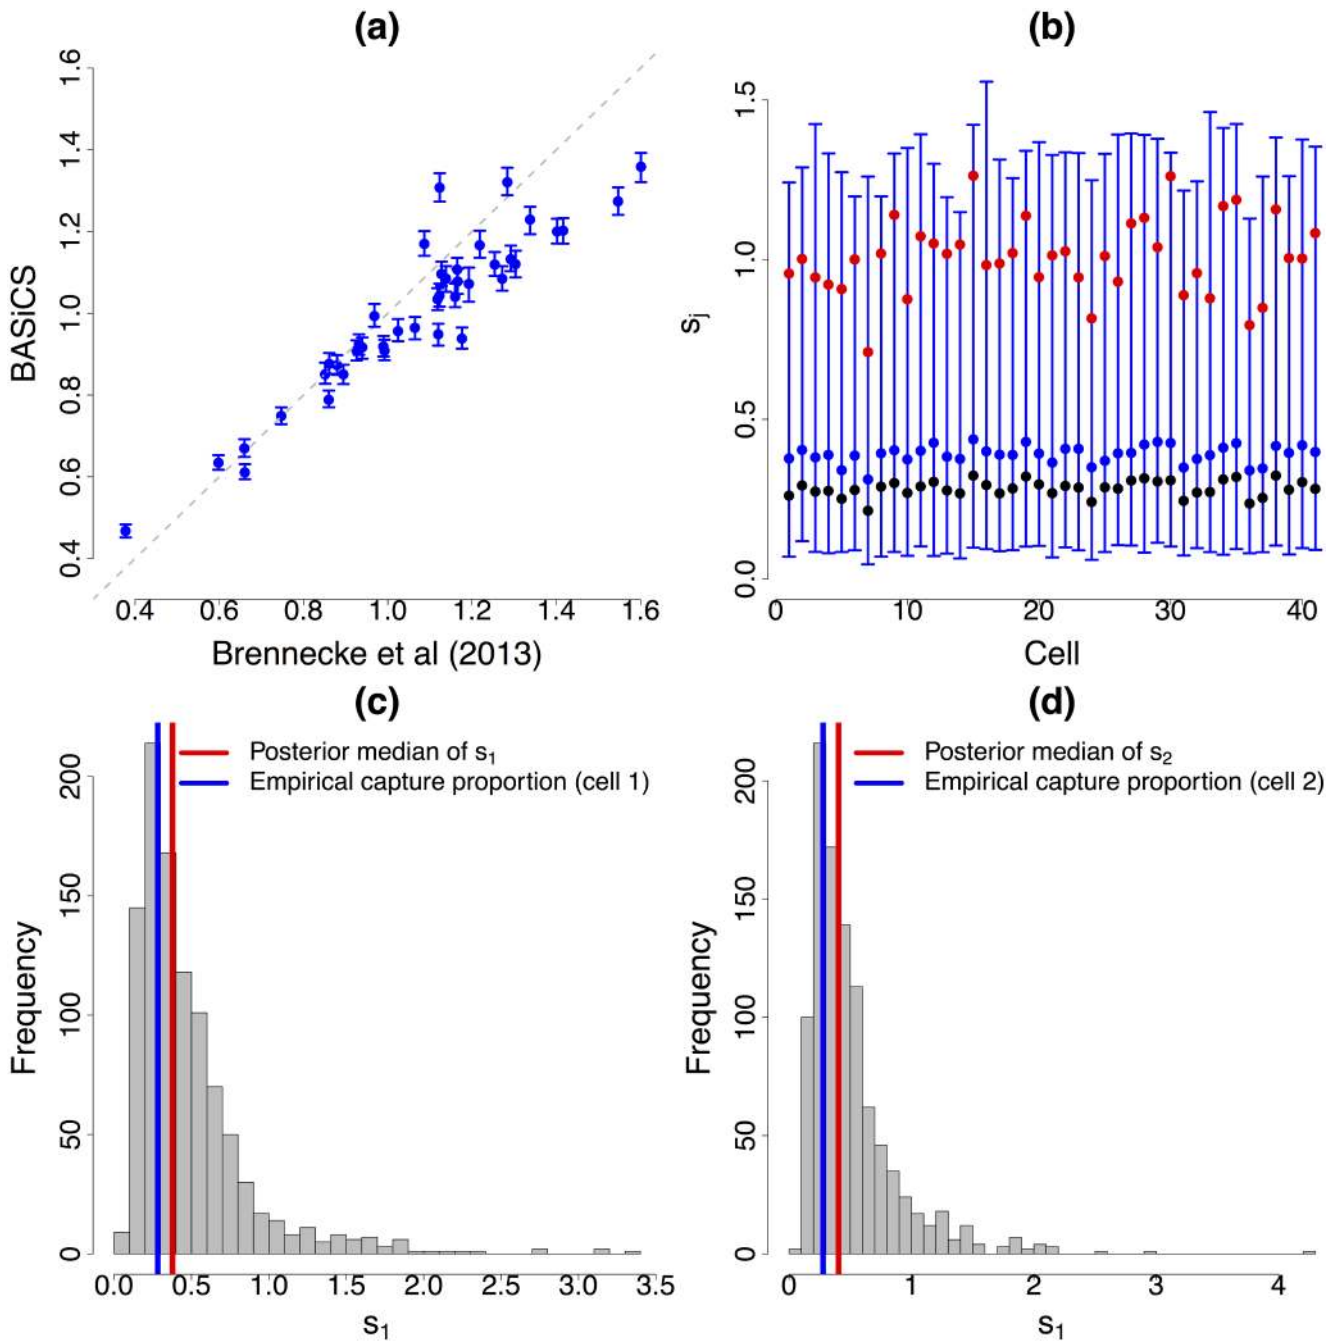 (a)
BASiCS
1.6
1.4
1.2
1.0
0.8
0.6
0.4
0.4 0.6 0.8 1.0 1.2 1.4 1.6
Brennecke et al (2013)
(b)
s_j
1.5
1.0
0.5
0.0
0 10 20 30 40
Cell
(c)
Posterior median of s_1
Empirical capture proportion (cell 1)
Frequency
200
150
100
50
0
0.0 0.5 1.0 1.5 2.0 2.5 3.0 3.5
s_1
(d)
Posterior median of s_2
Empirical capture proportion (cell 2)
Frequency
200
150
100
50
0
0 1 2 3 4
s_1